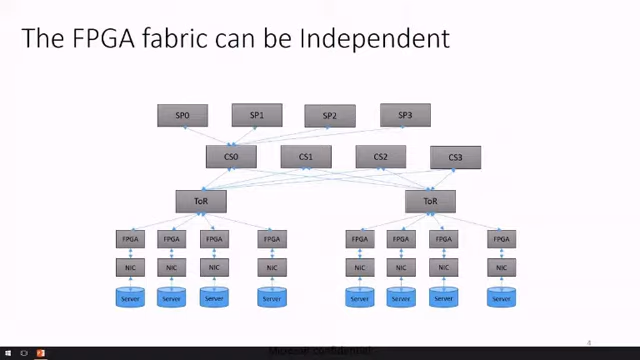 The FPGA fabric can be Independent
SP0 SP1 SP2 SP3
CS0 CS1 CS2 CS3
ToR ToR
FPGA FPGA FPGA FPGA FPGA FPGA FPGA FPGA
NIC NIC NIC NIC NIC NIC NIC NIC
Server Server Server Server Server Server Server Server
4
Microsoft confidential